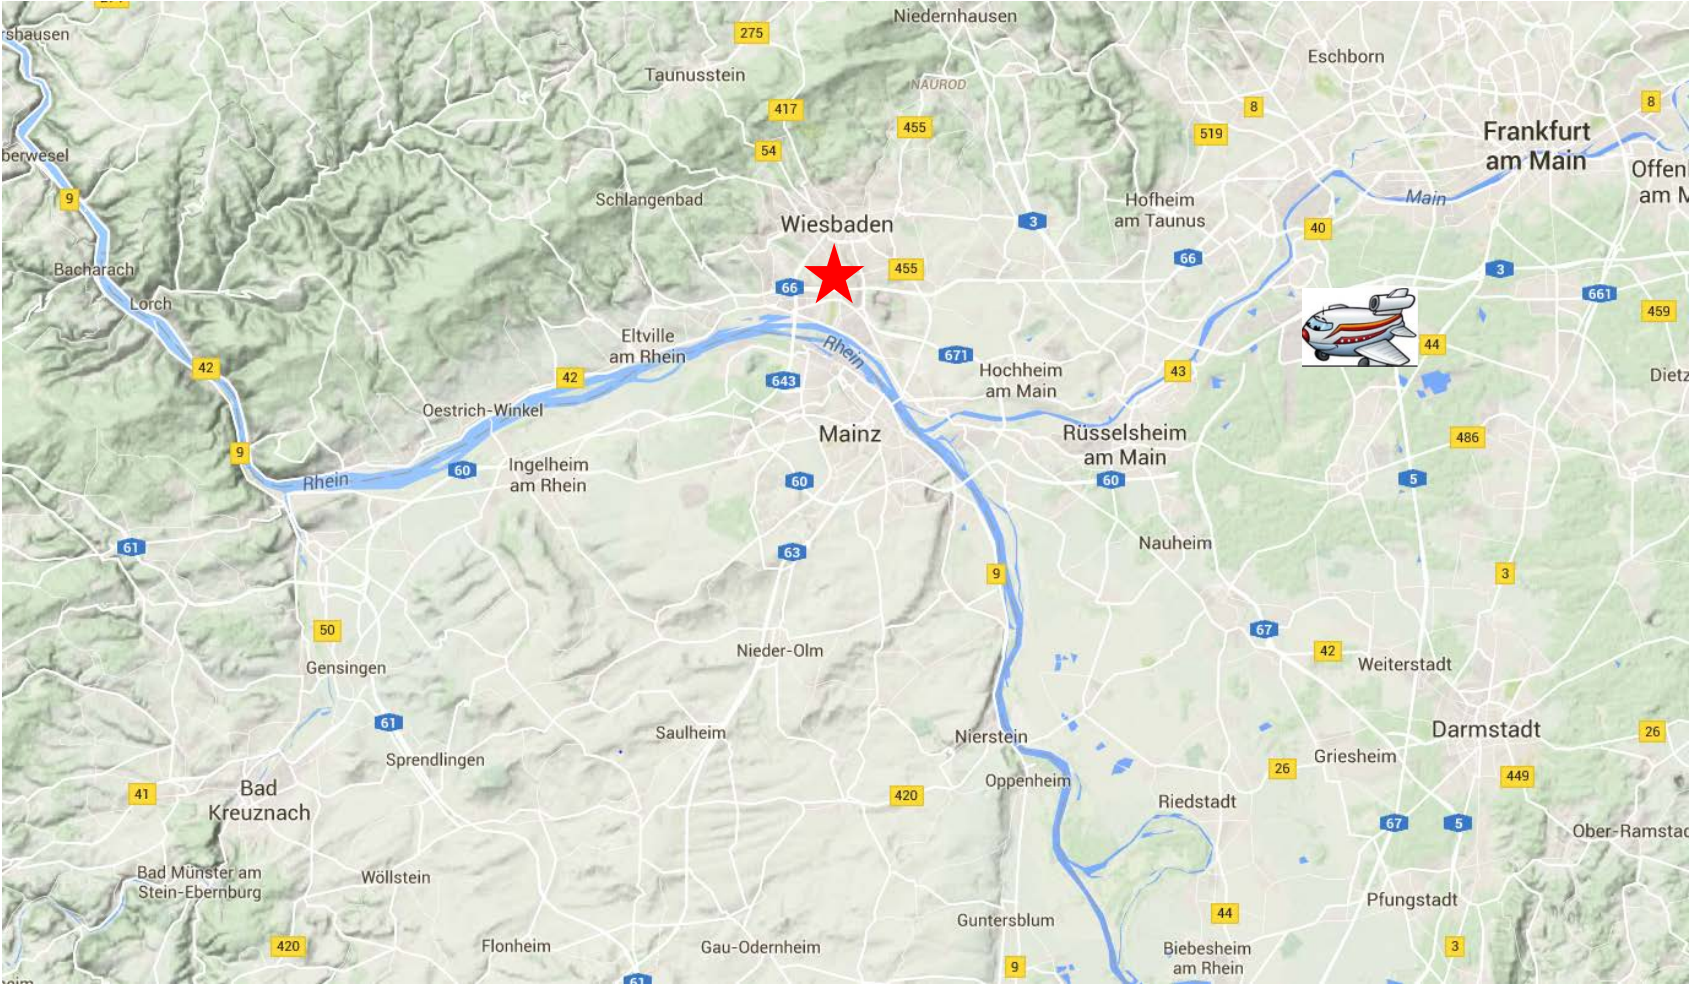 rshausen
Niedernhausen
275
Eschborn
Taunusstein
NAUROD
417
455
8
8
519
Frankfurt
am Main
54
berwesel
Offenl
am M
9
Schlangenbad
Hofheim
am Taunus
Main
Wiesbaden
3
40
66
455
3
Bacharach
66
661
Lorch
459
Eltville
am Rhein
Rhein
44
671
42
42
643
Hochheim
am Main
43
Dietz
Oestrich-Winkel
Mainz
Rüsselsheim
am Main
486
9
Rhein
60
Ingelheim
am Rhein
60
60
5
61
63
Nauheim
9
3
50
67
Nieder-Olm
42
Weiterstadt
Gensingen
61
Saulheim
Nierstein
Darmstadt
26
Sprendlingen
Griesheim
26
449
Oppenheim
41
Bad
Kreuznach
420
Riedstadt
67
5
Ober-Ramstad
Bad Münster am
Stein-Ebernburg
Wöllstein
Pfungstadt
44
Guntersblum
420
Flonheim
Gau-Odernheim
Biebesheim
am Rhein
3
9
61